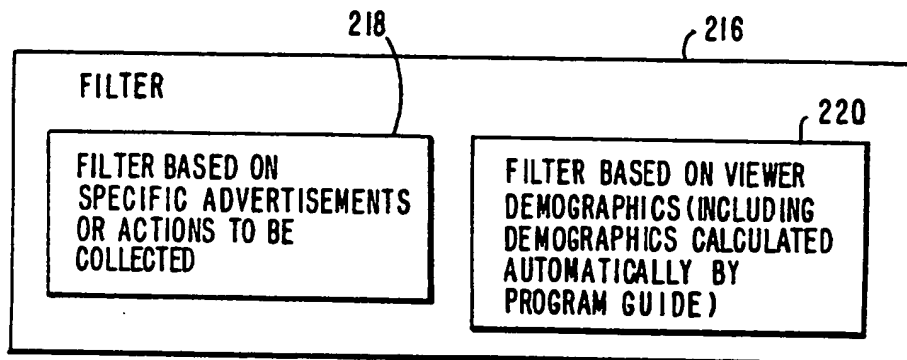 218
216
FILTER
220
FILTER BASED ON
SPECIFIC ADVERTISEMENTS
OR ACTIONS TO BE
COLLECTED
FILTER BASED ON VIEWER
DEMOGRAPHICS (INCLUDING
DEMOGRAPHICS CALCULATED
AUTOMATICALLY BY
PROGRAM GUIDE)